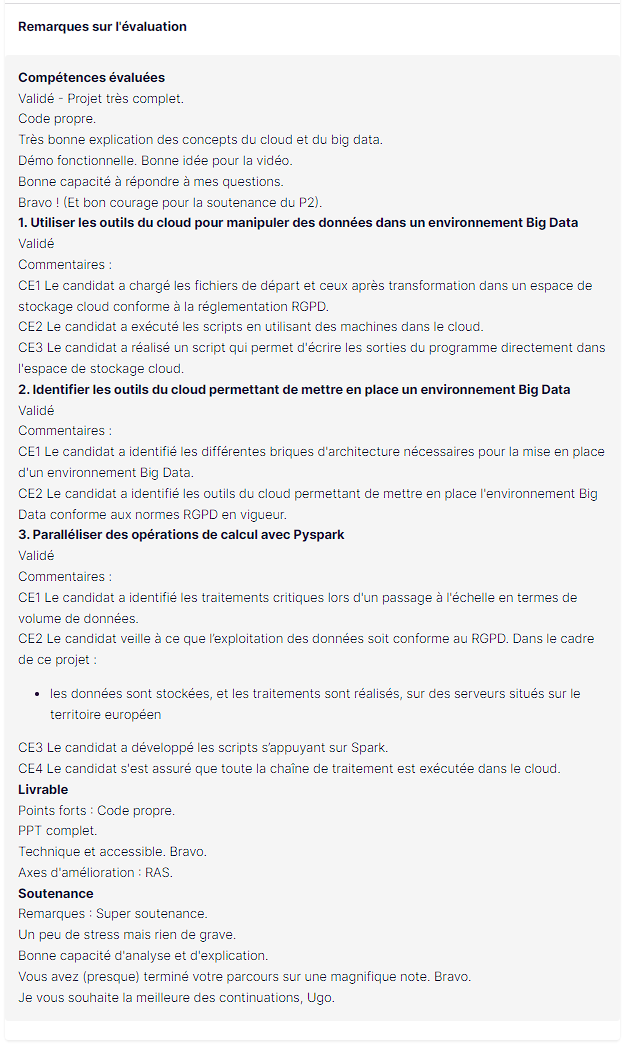 Remarques sur l'évaluation
Compétences évaluées
Validé - Projet très complet.
Code propre.
Très bonne explication des concepts du cloud et du big data.
Démo fonctionnelle. Bonne idée pour la vidéo.
Bonne capacité à répondre à mes questions.
Bravo ! (Et bon courage pour la soutenance du P2).
1. Utiliser les outils du cloud pour manipuler des données dans un environnement Big Data
Validé
Commentaires :
CE1 Le candidat a chargé les fichiers de départ et ceux après transformation dans un espace de
stockage cloud conforme à la réglementation RGPD.
CE2 Le candidat a exécuté les scripts en utilisant des machines dans le cloud.
CE3 Le candidat a réalisé un script qui permet d'écrire les sorties du programme directement dans
l'espace de stockage cloud.
2. Identifier les outils du cloud permettant de mettre en place un environnement Big Data
Validé
Commentaires :
CE1 Le candidat a identifié les différentes briques d'architecture nécessaires pour la mise en place
d'un environnement Big Data.
CE2 Le candidat a identifié les outils du cloud permettant de mettre en place l'environnement Big
Data conforme aux normes RGPD en vigueur.
3. Paralléliser des opérations de calcul avec Pyspark
Validé
Commentaires :
CE1 Le candidat a identifié les traitements critiques lors d'un passage à l'échelle en termes de
volume de données.
CE2 Le candidat veille à ce que l’exploitation des données soit conforme au RGPD. Dans le cadre
de ce projet :
• les données sont stockées, et les traitements sont réalisés, sur des serveurs situés sur le
territoire européen
CE3 Le candidat a développé les scripts s’appuyant sur Spark.
CE4 Le candidat s'est assuré que toute la chaîne de traitement est exécutée dans le cloud.
Livrable
Points forts : Code propre.
PPT complet.
Technique et accessible. Bravo.
Axes d'amélioration : RAS.
Soutenance
Remarques : Super soutenance.
Un peu de stress mais rien de grave.
Bonne capacité d'analyse et d'explication.
Vous avez (presque) terminé votre parcours sur une magnifique note. Bravo.
Je vous souhaite la meilleure des continuations, Ugo.